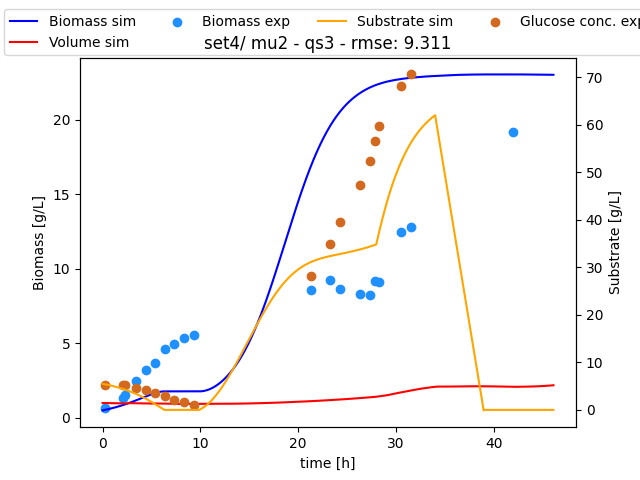 Biomass sim
Biomass exp
Substrate sim
Glucose conc. exp
Volume sim
set4/ mu2 - qs3 - rmse: 9.311
Biomass [g/L]
20
15
10
5
0
70
60
50
40
30
20
10
0
Substrate [g/L]
0
10
20
30
40
time [h]